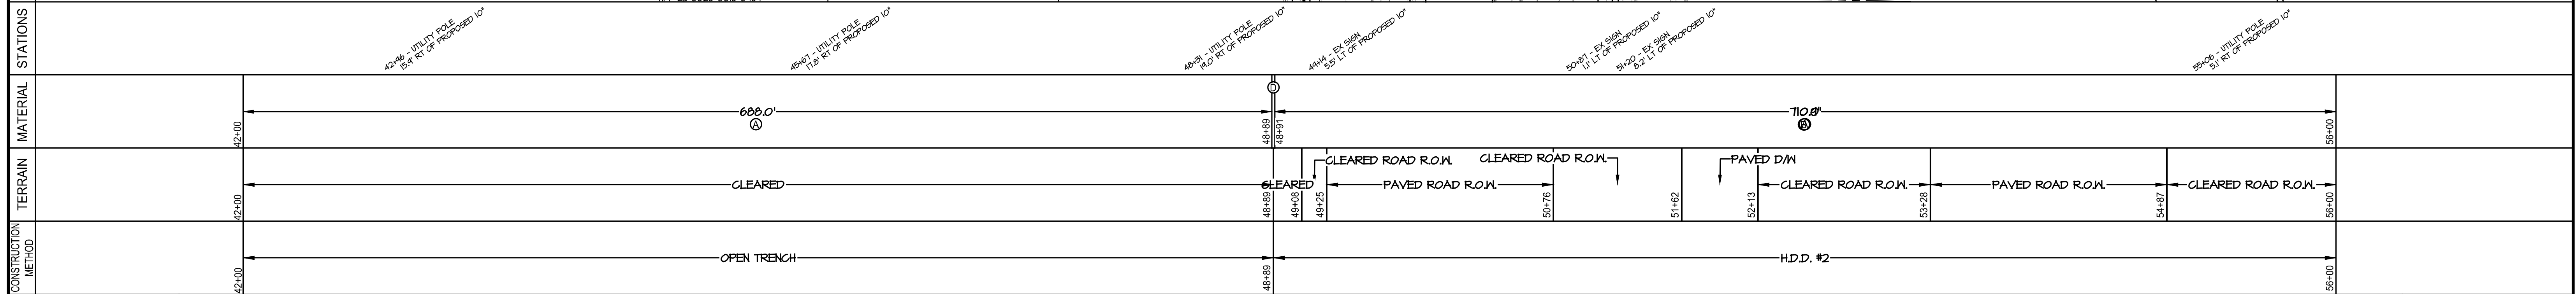 STATIONS
42+96 - UTILITY POLE
15.9' RT OF PROPOSED 10"
45+67 - UTILITY POLE
17.8' RT OF PROPOSED 10"
48+31 - UTILITY POLE
19.0' RT OF PROPOSED 10"
49+14 - EX SIGN
5.5' LT OF PROPOSED 10"
50+87 - EX SIGN
1.1' LT OF PROPOSED 10"
51+20 - EX SIGN
8.2' LT OF PROPOSED 10"
55+06 - UTILITY POLE
5.1' RT OF PROPOSED 10"
MATERIAL
42+00
688.0'
A
D
48+89
48+91
56+00
TERRAIN
42+00
CLEARED
48+89
CLEARED
49+08
CLEARED ROAD R.O.W.
49+25
PAVED ROAD R.O.W.
50+76
CLEARED ROAD R.O.W.
51+62
PAVED D/W
52+13
CLEARED ROAD R.O.W.
53+28
PAVED ROAD R.O.W.
54+87
CLEARED ROAD R.O.W.
56+00
CONSTRUCTION
METHOD
42+00
OPEN TRENCH
48+89
H.D.D. #2
56+00